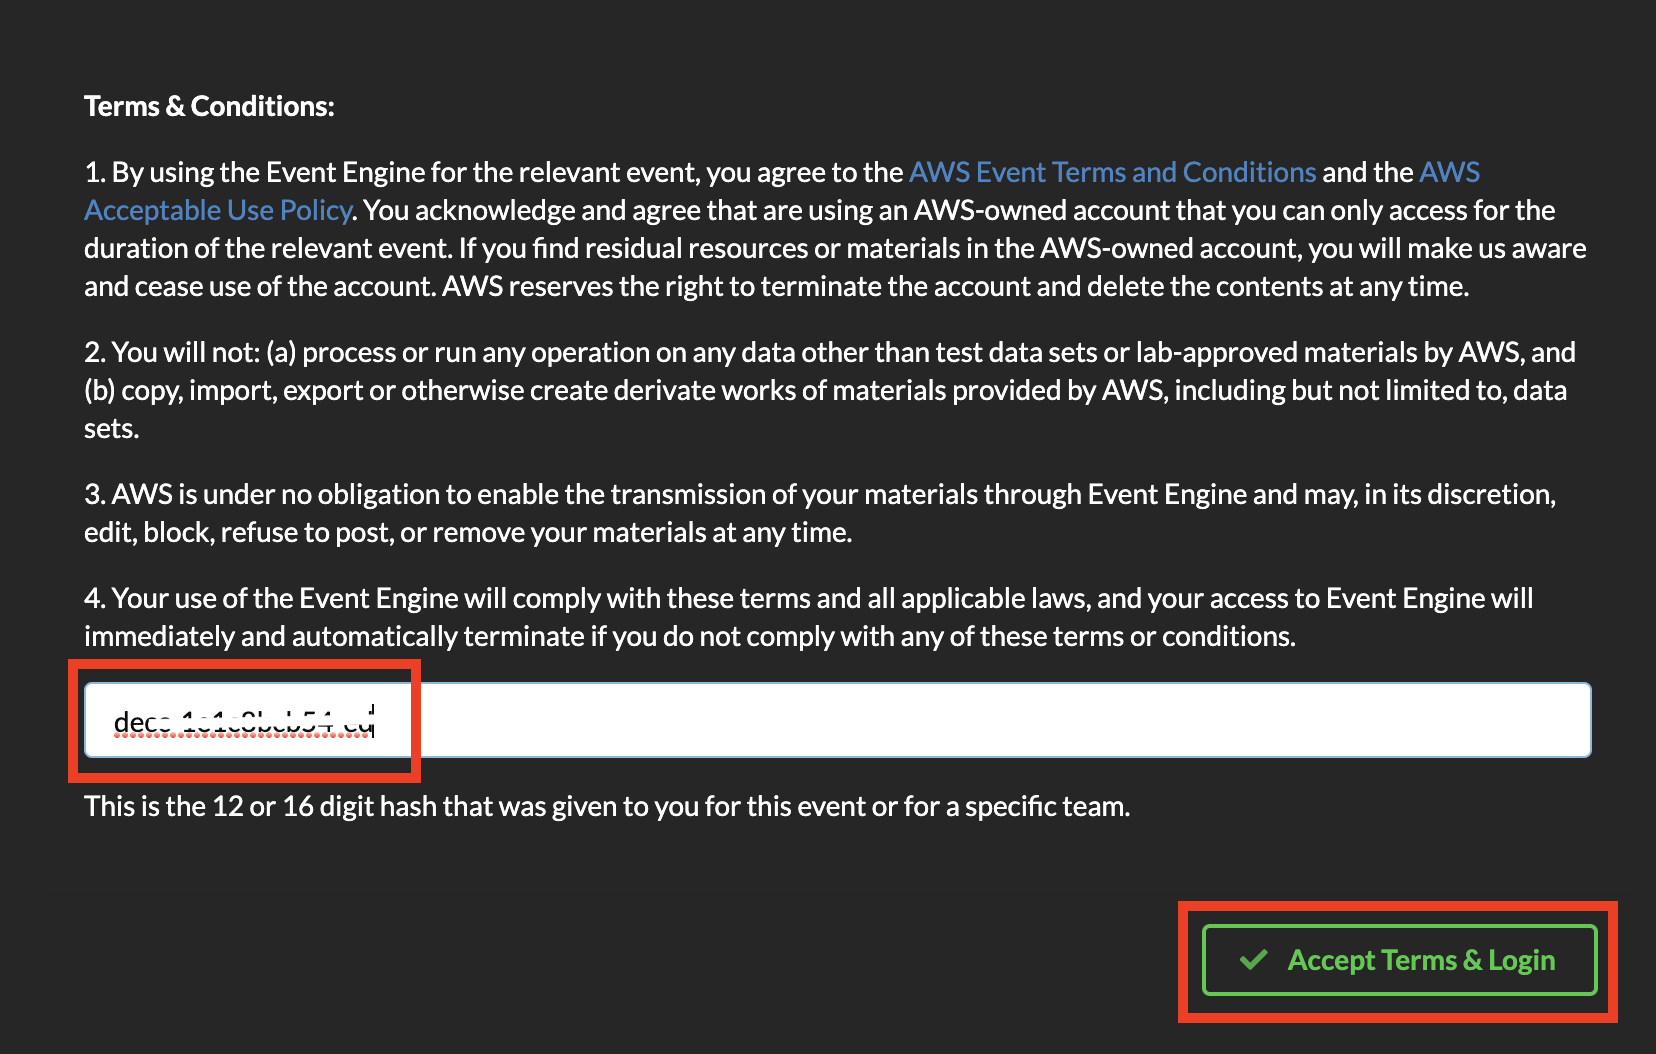 Terms & Conditions:
1. By using the Event Engine for the relevant event, you agree to the AWS Event Terms and Conditions and the AWS
Acceptable Use Policy. You acknowledge and agree that are using an AWS-owned account that you can only access for the
duration of the relevant event. If you find residual resources or materials in the AWS-owned account, you will make us aware
and cease use of the account. AWS reserves the right to terminate the account and delete the contents at any time.
2. You will not: (a) process or run any operation on any data other than test data sets or lab-approved materials by AWS, and
(b) copy, import, export or otherwise create derivate works of materials provided by AWS, including but not limited to, data
sets.
3. AWS is under no obligation to enable the transmission of your materials through Event Engine and may, in its discretion,
edit, block, refuse to post, or remove your materials at any time.
4. Your use of the Event Engine will comply with these terms and all applicable laws, and your access to Event Engine will
immediately and automatically terminate if you do not comply with any of these terms or conditions.
This is the 12 or 16 digit hash that was given to you for this event or for a specific team.
Accept Terms & Login